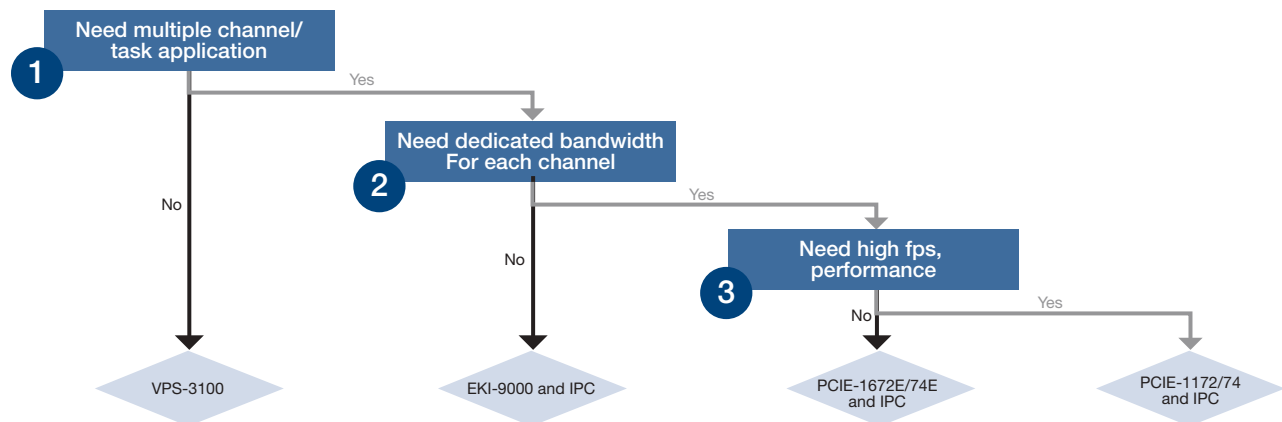 Need multiple channel/
task application
1
Yes
Need dedicated bandwidth
For each channel
2
No
Yes
Need high fps,
performance
3
No
Yes
No
VPS-3100
EKI-9000 and IPC
PCIE-1672E/74E
and IPC
PCIE-1172/74
and IPC